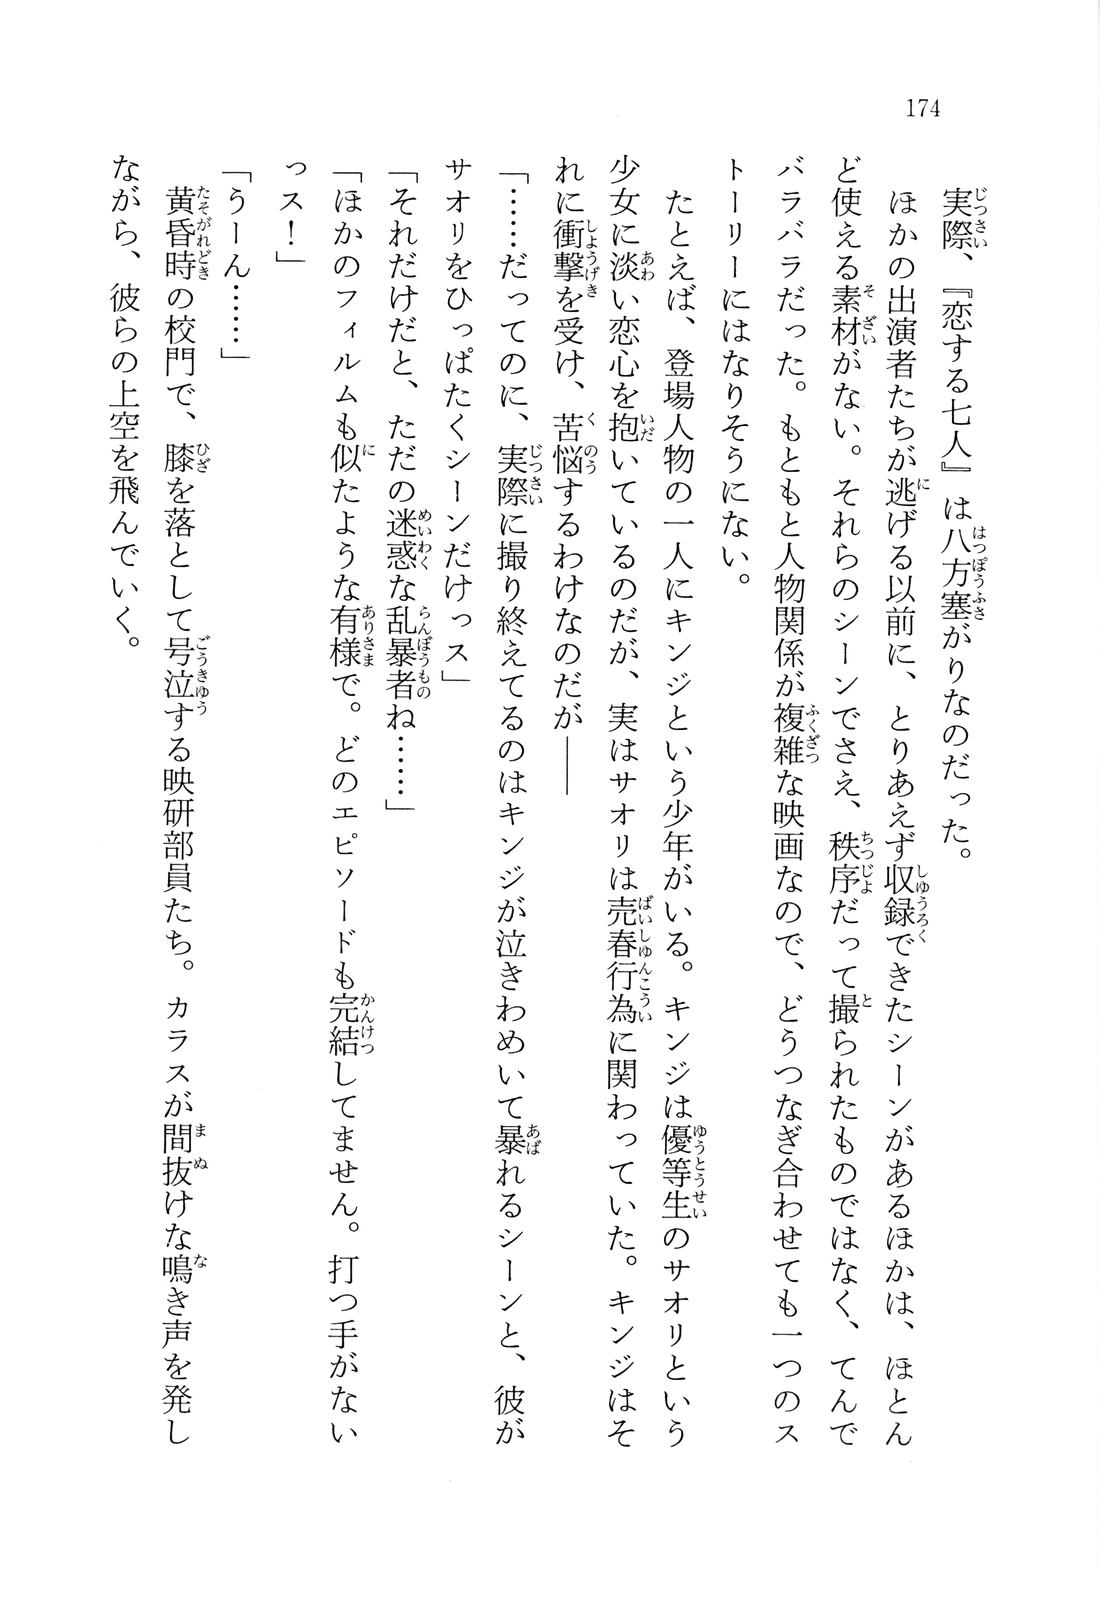 174
実際、『恋する七人』は八方塞がりなのだった。
ほかの出演者たちが逃げる以前に、とりあえず収録できたシーンがあるほかは、ほとん
ど使える素材がない。それらのシーンでさえ、秩序だって撮られたものではなく、てんで
バラバラだった。もともと人物関係が複雑な映画なので、どうつなぎ合わせても一つのス
トーリーにはなりそうにない。
たとえば、登場人物の一人にキンジという少年がいる。キンジは優等生のサオリという
少女に淡い恋心を抱いているのだが、実はサオリは売春行為に関わっていた。キンジはそ
れに衝撃を受け、苦悩するわけなのだが――
「……だってのに、実際に撮り終えてるのはキンジが泣きわめいて暴れるシーンと、彼が
サオリをひっぱたくシーンだけっス」
「それだけだと、ただの迷惑な乱暴者ね……」
「ほかのフィルムも似たような有様で。どのエピソードも完結してません。打つ手がない
っス！」
「うーん……」
黄昏時の校門で、膝を落として号泣する映研部員たち。カラスが間抜けな鳴き声を発し
ながら、彼らの上空を飛んでいく。